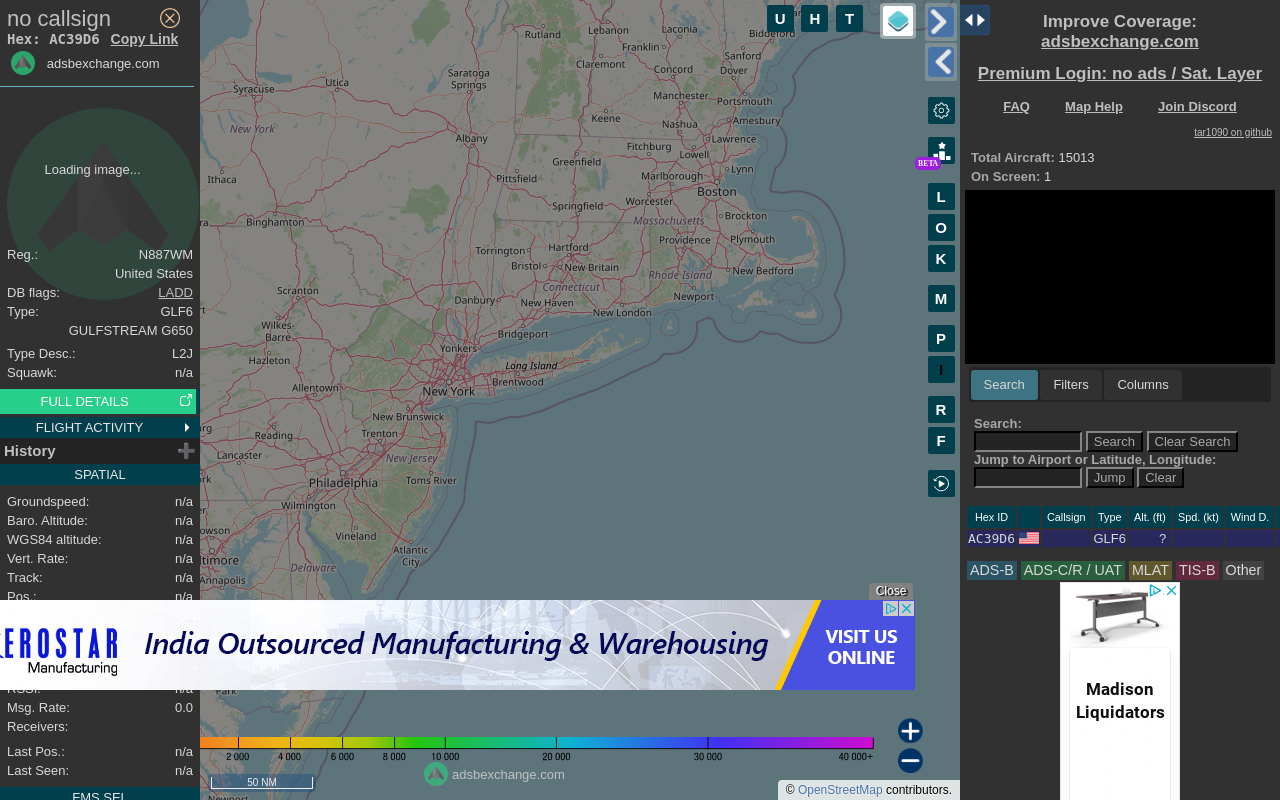 no callsign
Hex: AC39D6 Copy Link
adsbexchange.com
Loading image...
Reg.: N887WM
United States
DB flags: LADD
Type: GLF6
GULFSTREAM G650
Type Desc.: L2J
Squawk: n/a
FULL DETAILS
FLIGHT ACTIVITY
History
SPATIAL
Groundspeed: n/a
Baro. Altitude: n/a
WGS84 altitude: n/a
Vert. Rate: n/a
Track: n/a
Pos.: n/a
RSSI: n/a
Msg. Rate: 0.0
Receivers:
Last Pos.: n/a
Last Seen: n/a
FMS SEL
U H T
Rutland
Lebanon
Laconia
Biddeford
Franklin
Claremont
Concord
Sanford
Dover
Saratoga
Springs
Utica
Syracuse
Manchester
Portsmouth
Keene
Nashua
Amesbury
New York
Albany
Lawrence
Fitchburg
Lowell
Greenfield
Lynn
Ithaca
Pittsfield
Marlborough
Boston
Worcester
Springfield
Binghamton
Massachusetts
Brockton
Providence
Plymouth
Torrington
Hartford
Bristol
New Britain
Rhode Island
New Bedford
Connecticut
Scranton
Danbury
New Haven
Newport
New London
Wilkes-
Barre
Bridgeport
Yonkers
Hazleton
Long Island
Brentwood
Allentown
New York
New Brunswick
Reading
Trenton
Lancaster
New Jersey
Philadelphia
Toms River
Wilmington
Vineland
Atlantic
City
Annapolis
Delaware
Park
Newport
BETA
L
O
K
M
P
I
R
F
Close
EROSTAR
Manufacturing
India Outsourced Manufacturing & Warehousing
VISIT US
ONLINE
2 000 4 000 6 000 8 000 10 000 20 000 30 000 40 000+
adsbexchange.com
50 NM
© OpenStreetMap contributors.
Improve Coverage:
adsbexchange.com
Premium Login: no ads / Sat. Layer
FAQ Map Help Join Discord
tar1090 on github
Total Aircraft: 15013
On Screen: 1
Search Filters Columns
Search:
Search Clear Search
Jump to Airport or Latitude, Longitude:
Jump Clear
Hex ID Callsign Type Alt. (ft) Spd. (kt) Wind D.
AC39D6 GLF6 ?
ADS-B ADS-C/R / UAT MLAT TIS-B Other
Madison
Liquidators